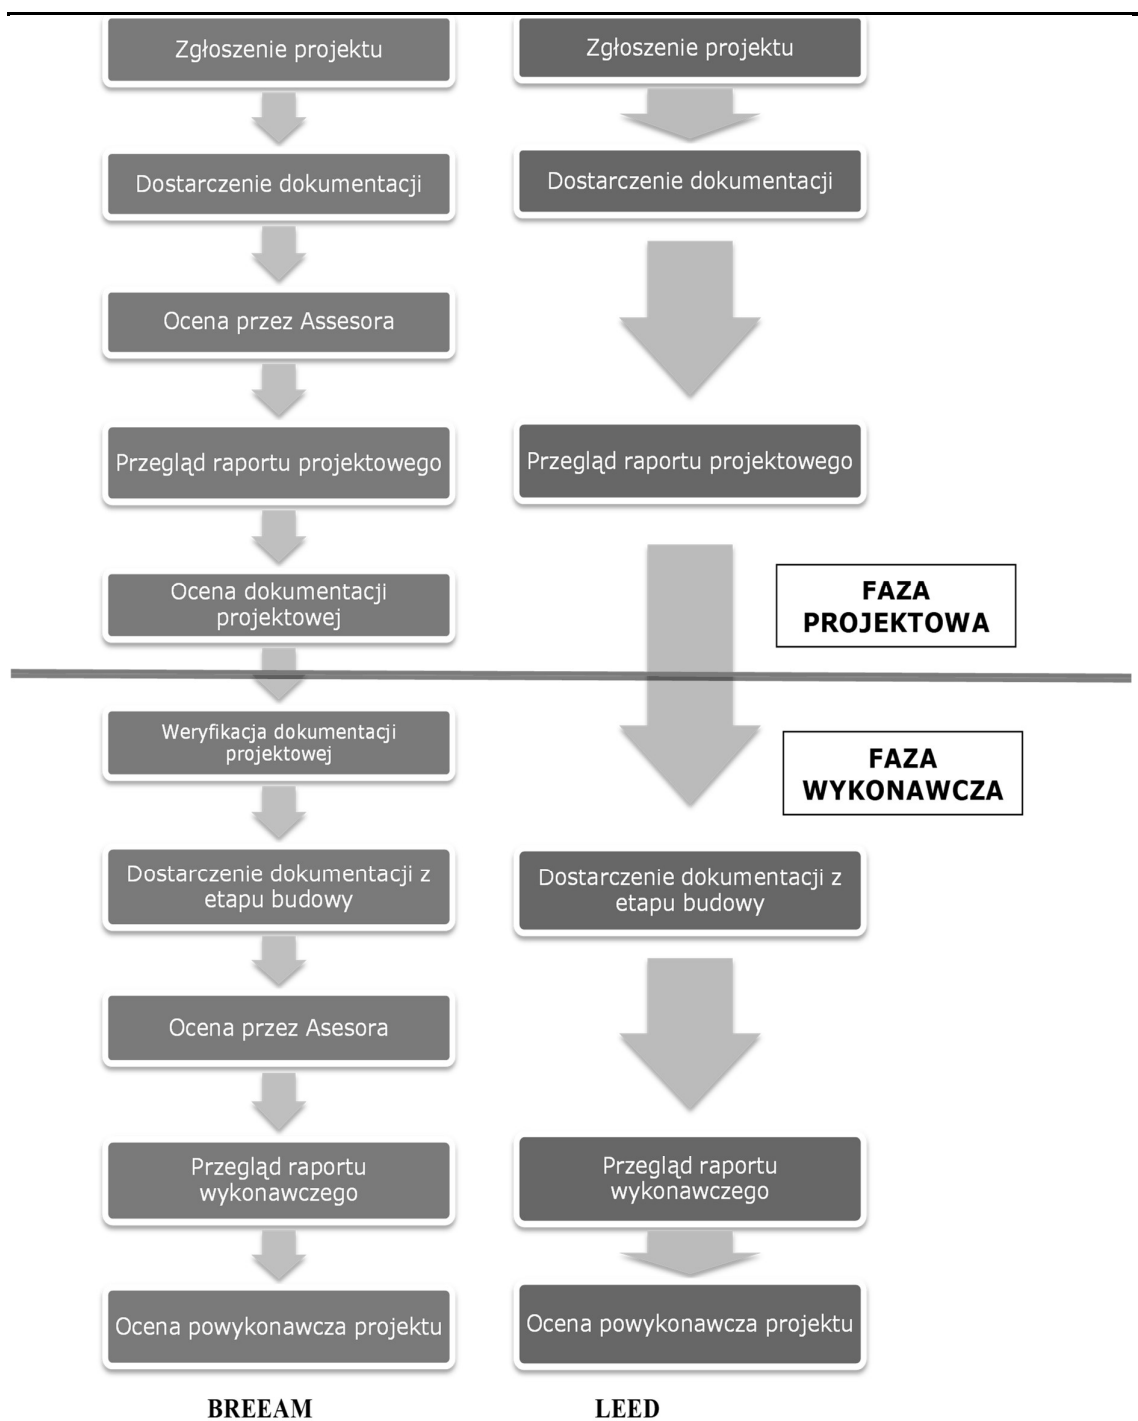 Zgłoszenie projektu
Dostarczenie dokumentacji
Ocena przez Assesora
Przegląd raportu projektowego
Ocena dokumentacji
projektowej
Weryfikacja dokumentacji
projektowej
Dostarczenie dokumentacji z
etapu budowy
Ocena przez Asesora
Przegląd raportu
wykonawczego
Ocena powykonawcza projektu
BREEAM
Zgłoszenie projektu
Dostarczenie dokumentacji
Przegląd raportu projektowego
Dostarczenie dokumentacji z
etapu budowy
Przegląd raportu
wykonawczego
Ocena powykonawcza projektu
LEED
FAZA
PROJEKTOWA
FAZA
WYKONAWCZA